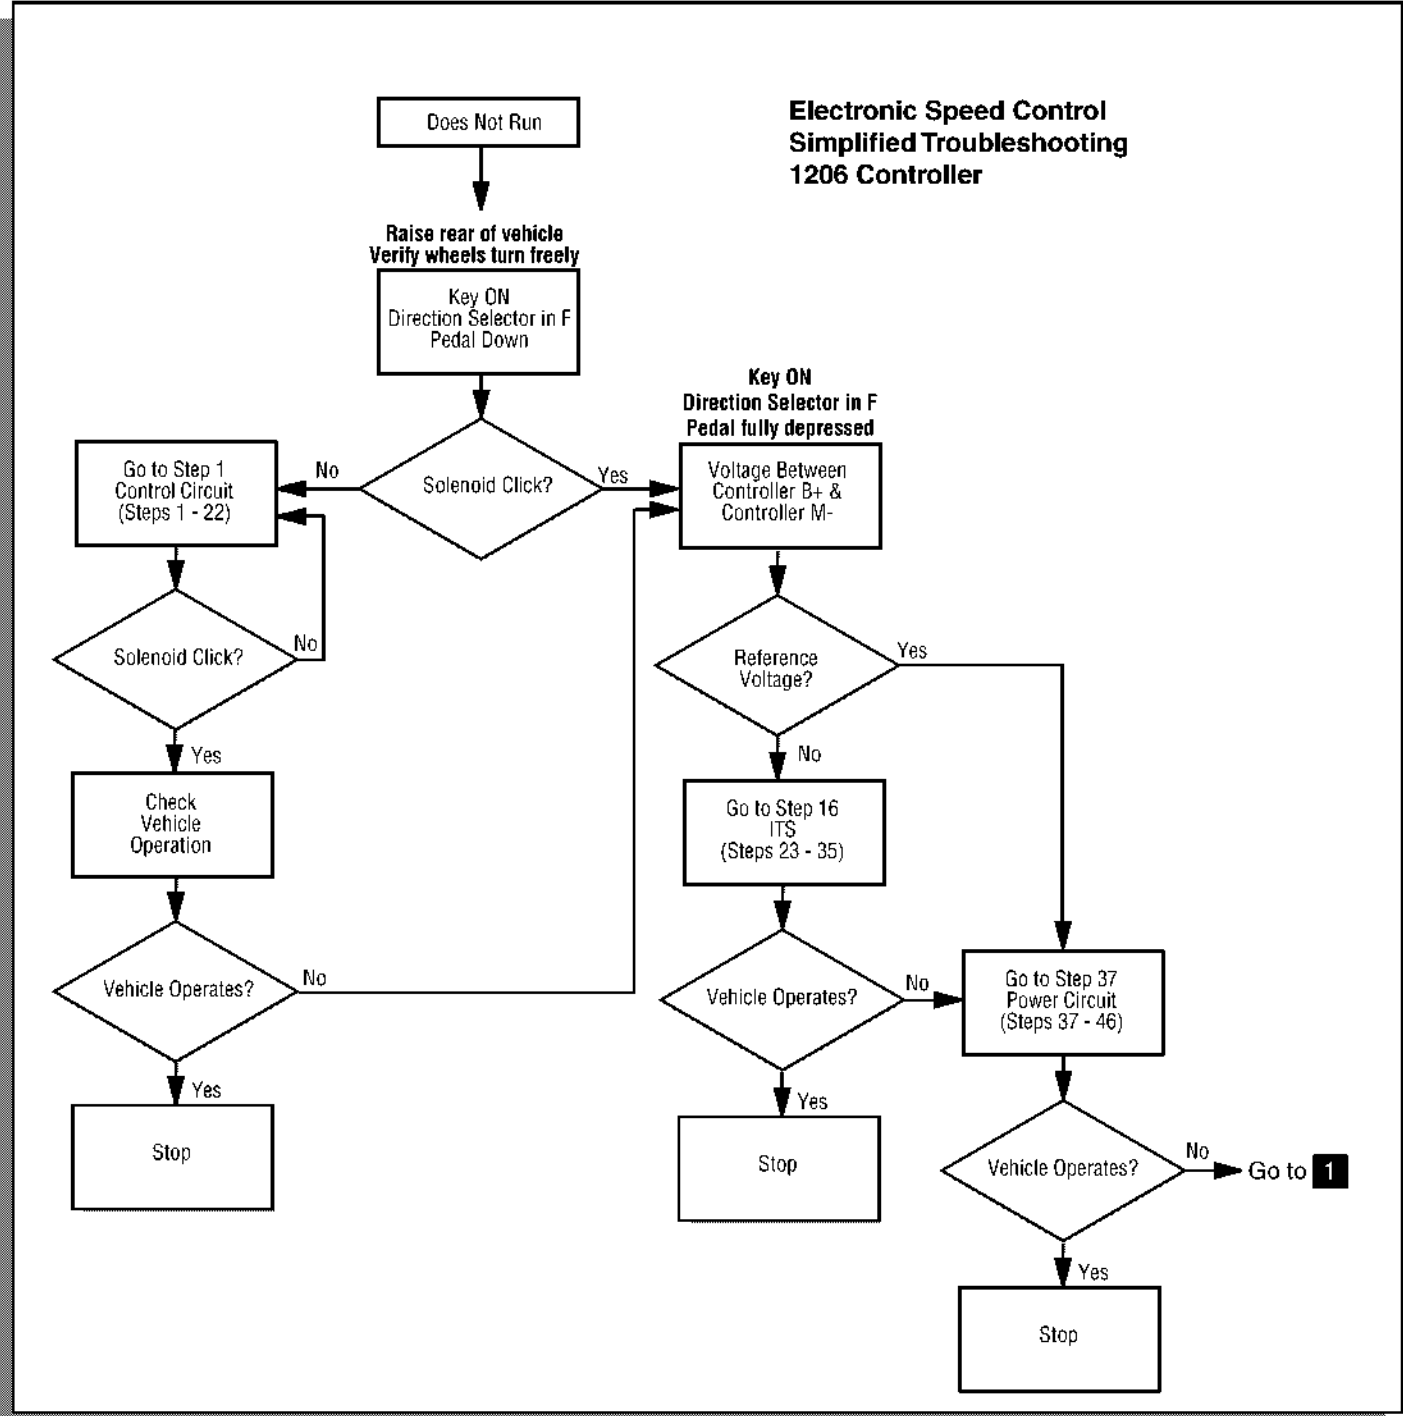 Electronic Speed Control
Simplified Troubleshooting
1206 Controller
Does Not Run
Raise rear of vehicle
Verify wheels turn freely
Key ON
Direction Selector in F
Pedal Down
Solenoid Click?
No
Yes
Go to Step 1
Control Circuit
(Steps 1 - 22)
Solenoid Click?
No
Yes
Check
Vehicle
Operation
Vehicle Operates?
No
Yes
Stop
Key ON
Direction Selector in F
Pedal fully depressed
Voltage Between
Controller B+ &
Controller M-
Reference
Voltage?
Yes
No
Go to Step 16
ITS
(Steps 23 - 35)
Vehicle Operates?
No
Yes
Stop
Go to Step 37
Power Circuit
(Steps 37 - 46)
Vehicle Operates?
No
Go to 1
Yes
Stop